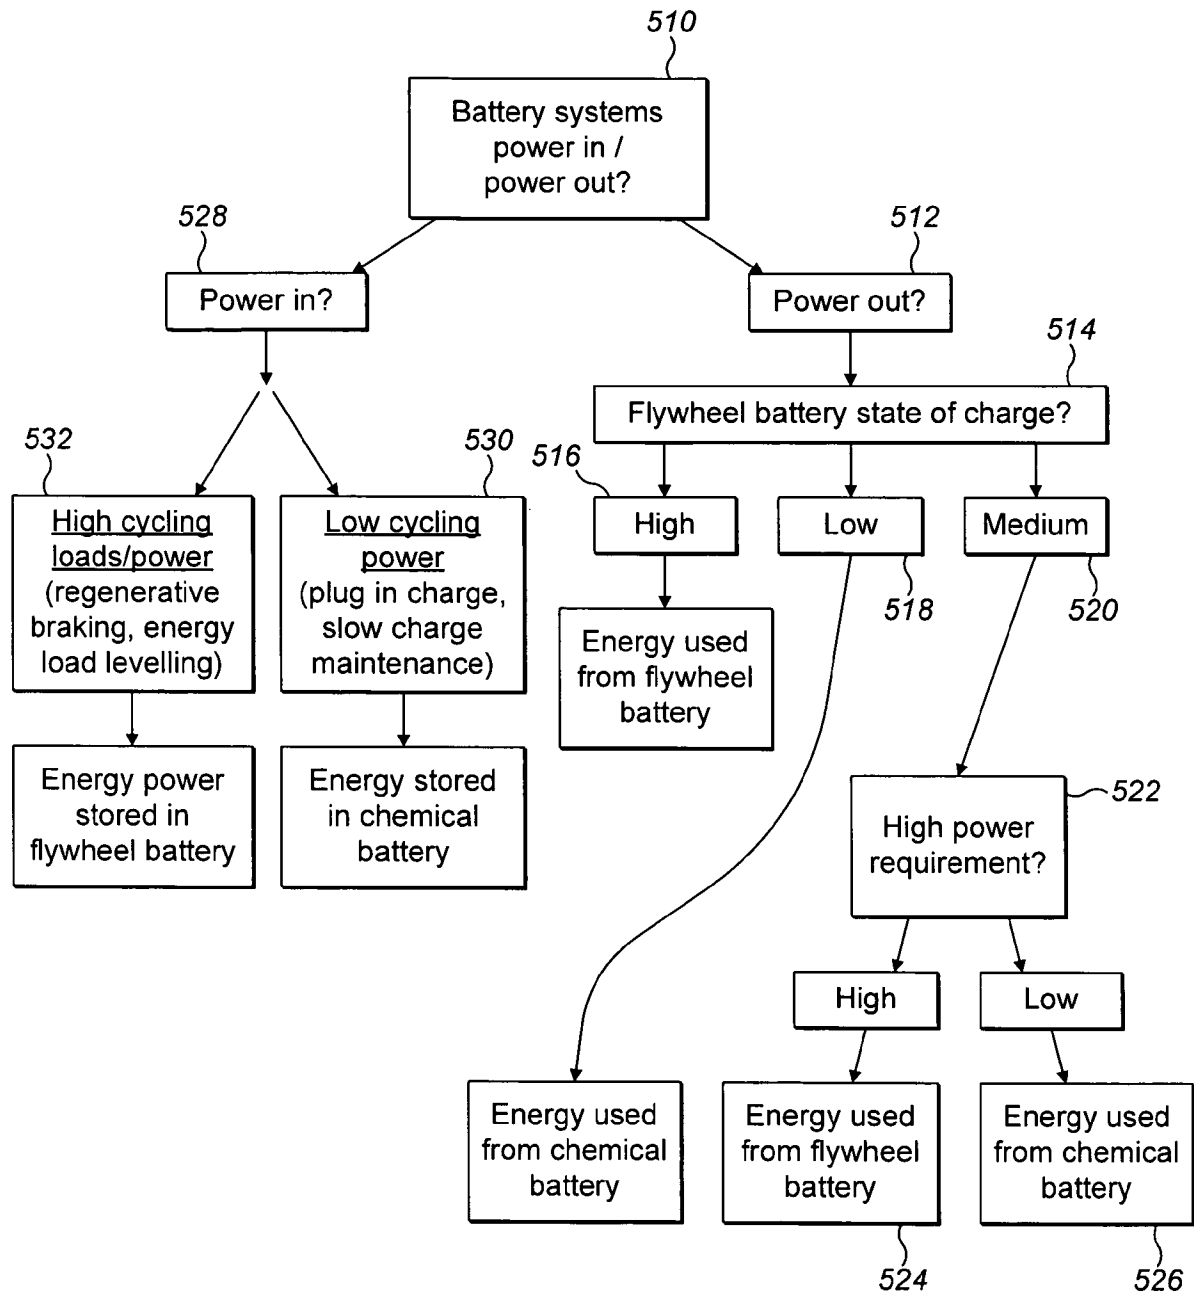 510
Battery systems
power in /
power out?
528
512
Power in?
Power out?
514
Flywheel battery state of charge?
532
530
516
High cycling
loads/power
(regenerative
braking, energy
load levelling)
Low cycling
power
(plug in charge,
slow charge
maintenance)
High
Low
Medium
518
520
Energy used
from flywheel
battery
Energy power
stored in
flywheel battery
Energy stored
in chemical
battery
522
High power
requirement?
High
Low
Energy used
from chemical
battery
Energy used
from flywheel
battery
Energy used
from chemical
battery
524
526